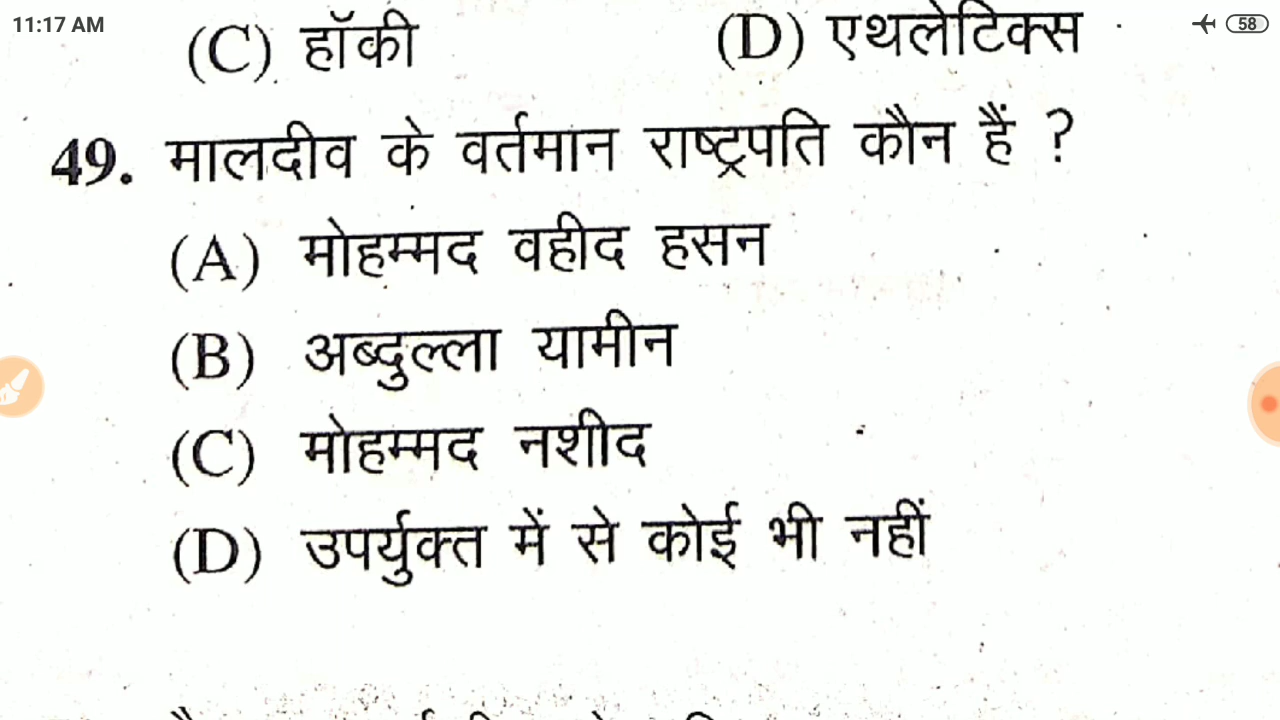 11:17 AM 58
(C) हॉकी (D) एथलेटिक्स
49. मालदीव के वर्तमान राष्ट्रपति कौन हैं ?
(A) मोहम्मद वहीद हसन
(B) अब्दुल्ला यामीन
(C) मोहम्मद नशीद
(D) उपर्युक्त में से कोई भी नहीं